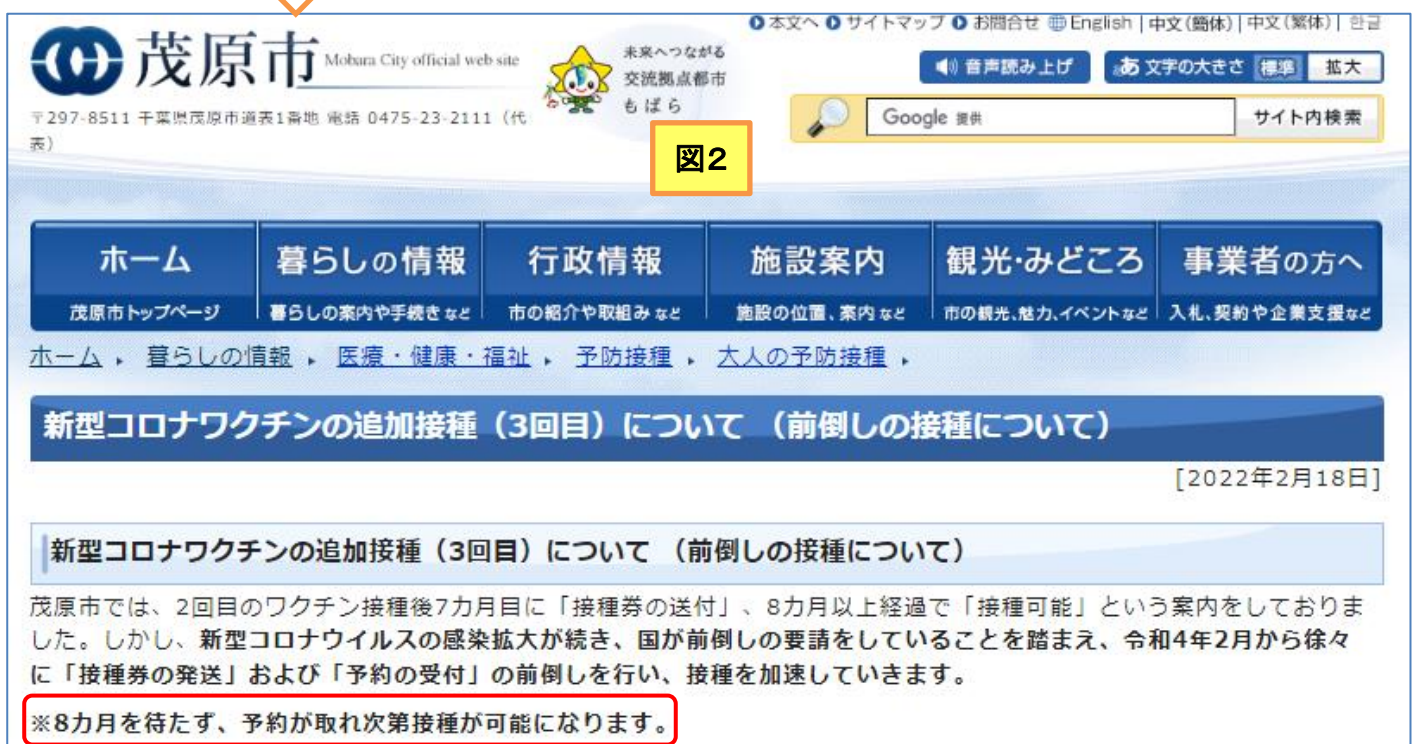 本文へ サイトマップ お問合せ English | 中文(簡体) | 中文(繁体) | 한글
茂原市 Mobara City official web site
未来へつながる
交流拠点都市
もばら
音声読み上げ あ 文字の大きさ 標準 拡大
〒297-8511 千葉県茂原市道表1番地 電話 0475-23-2111(代
表)
Google 提供 サイト内検索
図2
ホーム 暮らしの情報 行政情報 施設案内 観光・みどころ 事業者の方へ
茂原市トップページ 暮らしの案内や手続きなど 市の紹介や取組みなど 施設の位置、案内など 市の観光、魅力、イベントなど 入札、契約や企業支援など
ホーム , 暮らしの情報 , 医療・健康・福祉 , 予防接種 , 大人の予防接種 ,
新型コロナワクチンの追加接種(3回目)について (前倒しの接種について)
[2022年2月18日]
新型コロナワクチンの追加接種(3回目)について (前倒しの接種について)
茂原市では、2回目のワクチン接種後7カ月目に「接種券の送付」、8カ月以上経過で「接種可能」という案内をしておりま
した。しかし、新型コロナウイルスの感染拡大が続き、国が前倒しの要請をしていることを踏まえ、令和4年2月から徐々
に「接種券の発送」および「予約の受付」の前倒しを行い、接種を加速していきます。
※8カ月を待たず、予約が取れ次第接種が可能になります。